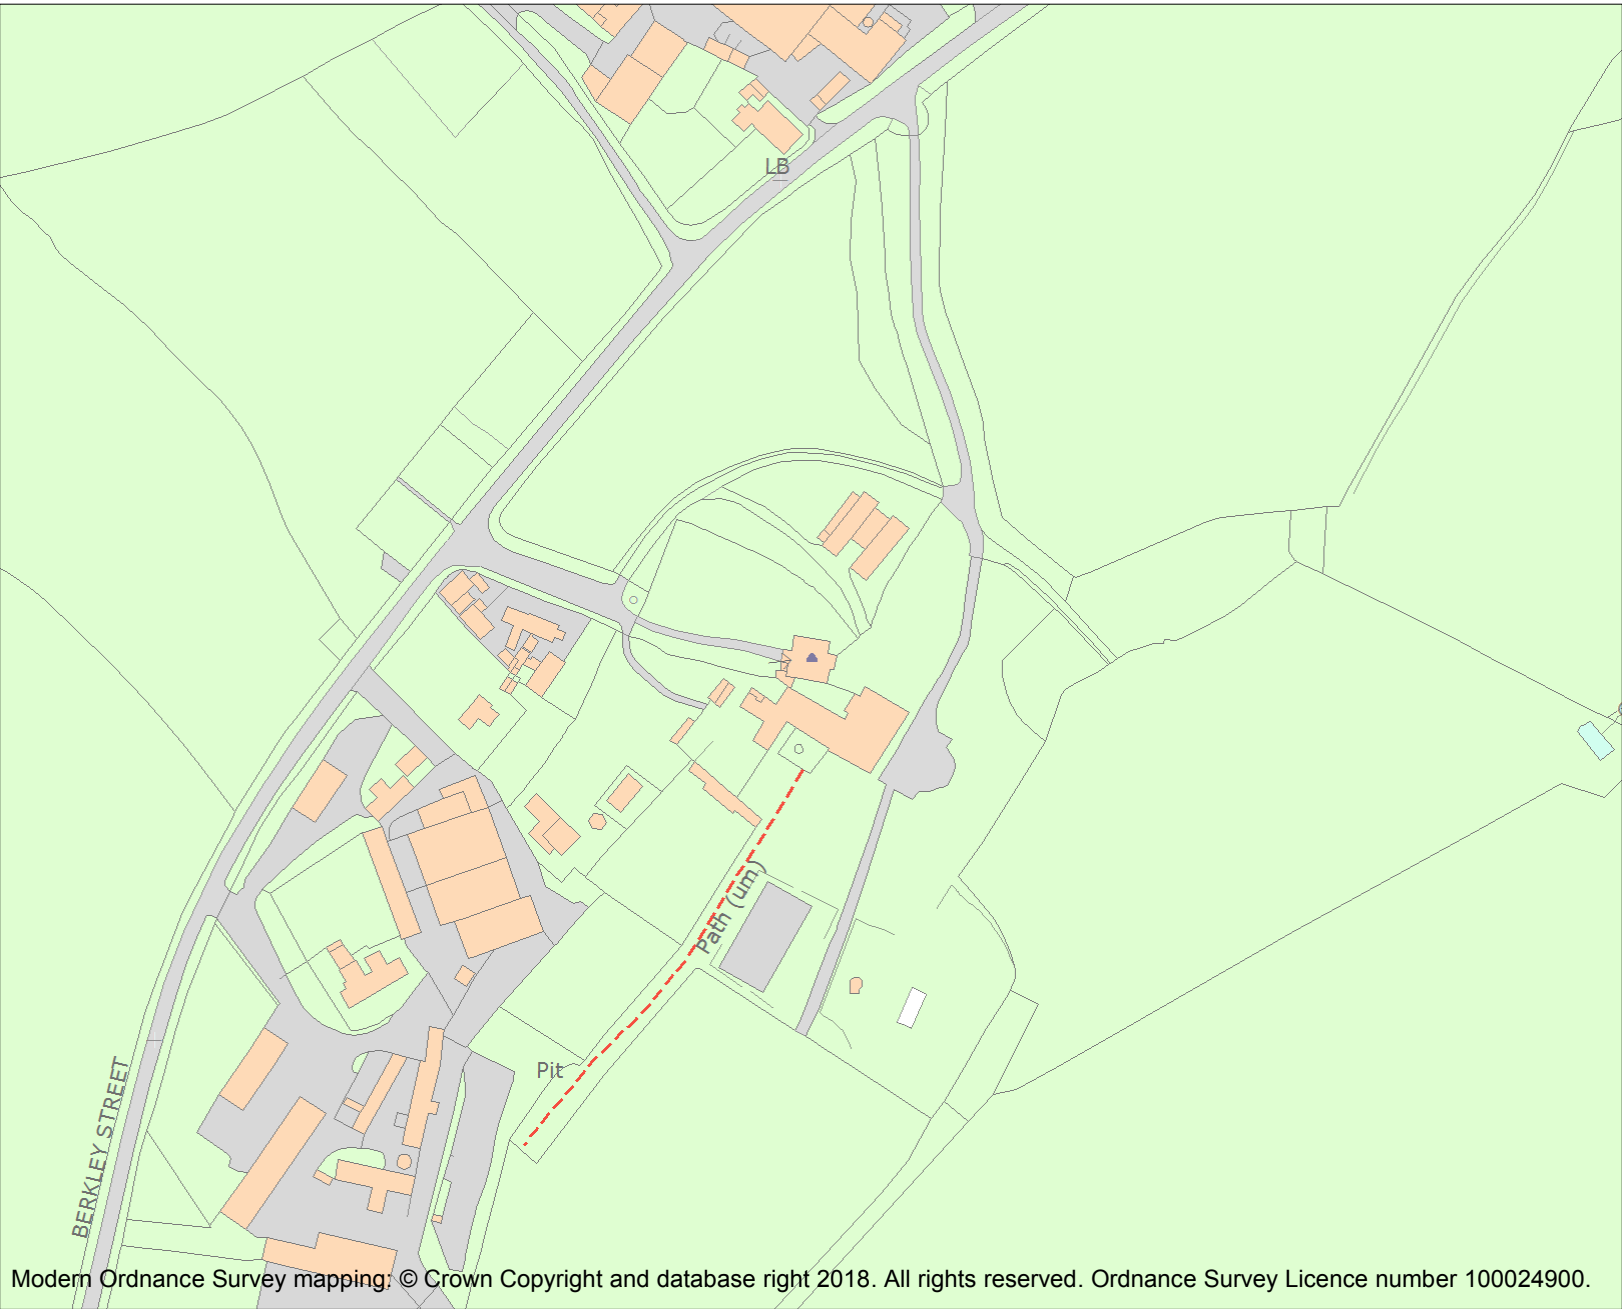 LB
Path (um)
Pit
BERKLEY STREET
Modern Ordnance Survey mapping: © Crown Copyright and database right 2018. All rights reserved. Ordnance Survey Licence number 100024900.